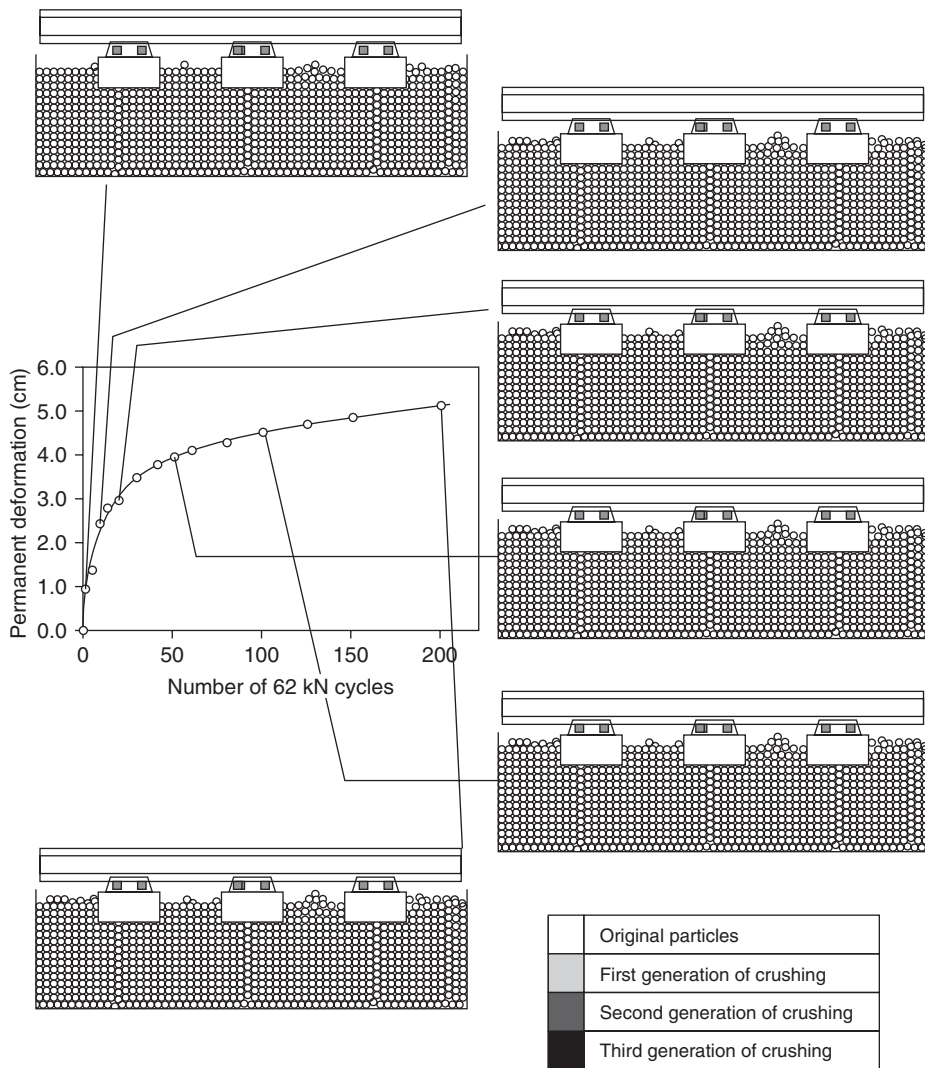 6.0
5.0
4.0
3.0
2.0
1.0
0.0
Permanent deformation (cm)
0 50 100 150 200
Number of 62 kN cycles
Original particles
First generation of crushing
Second generation of crushing
Third generation of crushing